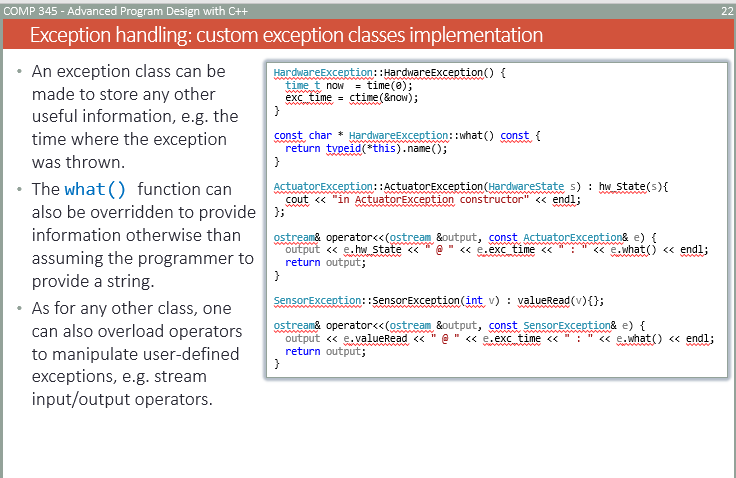 COMP 345 - Advanced Program Design with C++
22
Exception handling: custom exception classes implementation
• An exception class can be
made to store any other
useful information, e.g. the
time where the exception
was thrown.
• The what() function can
also be overridden to provide
information otherwise than
assuming the programmer to
provide a string.
• As for any other class, one
can also overload operators
to manipulate user-defined
exceptions, e.g. stream
input/output operators.
HardwareException::HardwareException() {
time_t now = time(0);
exc_time = ctime(&now);
}
const char * HardwareException::what() const {
return typeid(*this).name();
}
ActuatorException::ActuatorException(HardwareState s) : hw_State(s){
cout << "in ActuatorException constructor" << endl;
};
ostream& operator<<(ostream &output, const ActuatorException& e) {
output << e.hw_State << " @ " << e.exc_time << " : " << e.what() << endl;
return output;
}
SensorException::SensorException(int v) : valueRead(v){};
ostream& operator<<(ostream &output, const SensorException& e) {
output << e.valueRead << " @ " << e.exc_time << " : " << e.what() << endl;
return output;
}